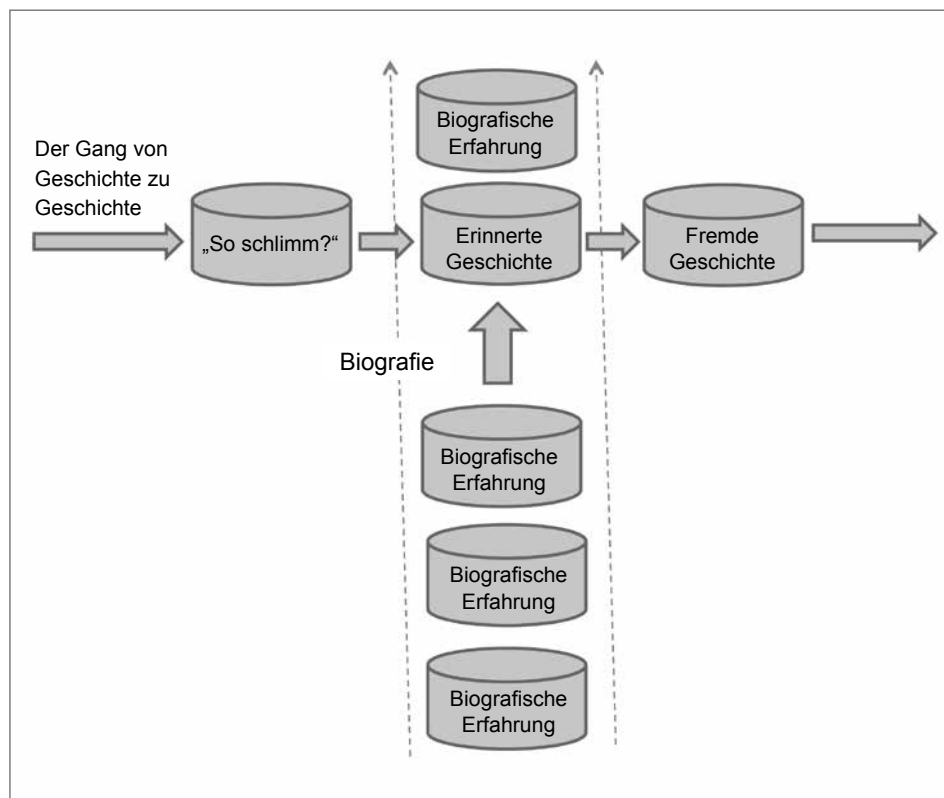 Biografische
Erfahrung
Der Gang von
Geschichte zu
Geschichte
„So schlimm?“
Erinnerte
Geschichte
Fremde
Geschichte
Biografie
Biografische
Erfahrung
Biografische
Erfahrung
Biografische
Erfahrung